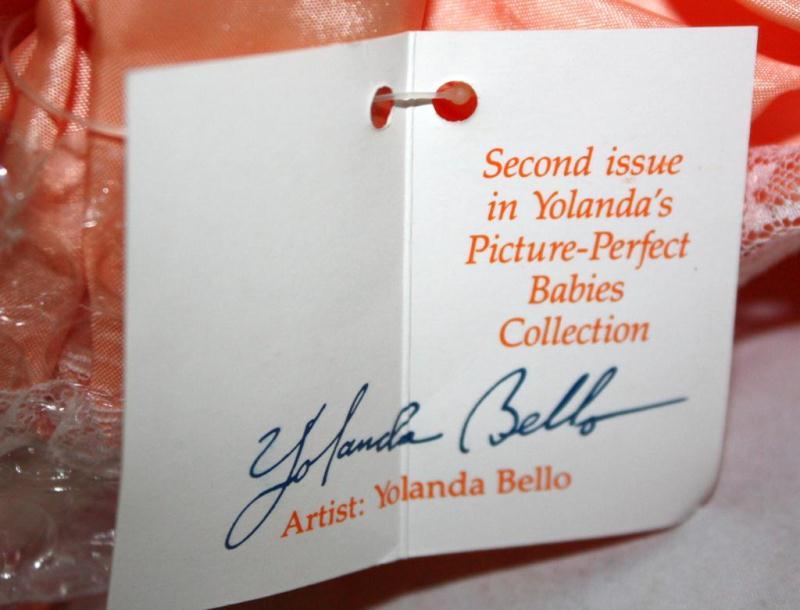 Second issue
in Yolanda's
Picture-Perfect
Babies
Collection
Yolanda Bello
Artist: Yolanda Bello